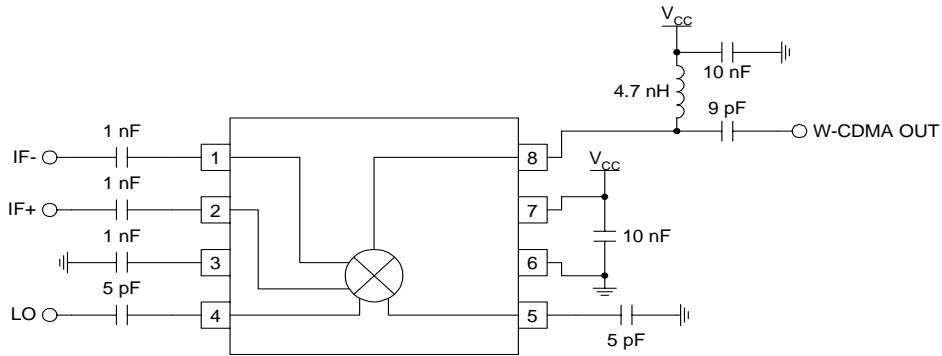 VCC
10 nF
4.7 nH
9 pF
W-CDMA OUT
1 nF
IF-
1
8
VCC
1 nF
IF+
2
7
1 nF
10 nF
3
6
5 pF
LO
4
5
5 pF